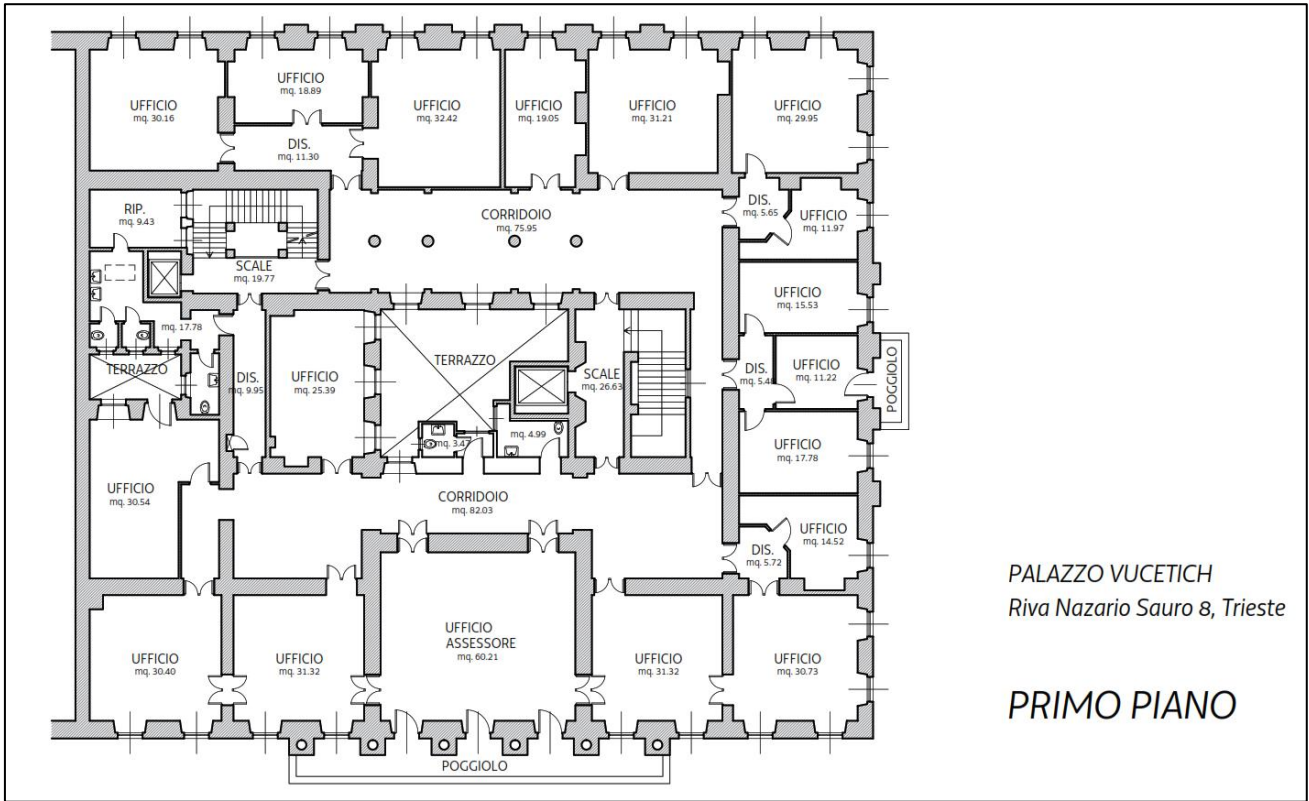 UFFICIO
mq. 30.16
UFFICIO
mq. 18.89
UFFICIO
mq. 32.42
UFFICIO
mq. 19.05
UFFICIO
mq. 31.21
UFFICIO
mq. 29.95
DIS.
mq. 11.30
RIP.
mq. 9.43
CORRIDOIO
mq. 75.95
DIS.
mq. 5.65
UFFICIO
mq. 11.97
SCALE
mq. 19.77
UFFICIO
mq. 15.53
mq. 17.78
TERRAZZO
DIS.
mq. 9.95
UFFICIO
mq. 25.39
TERRAZZO
SCALE
mq. 26.63
DIS.
UFFICIO
mq. 11.22
POGGIOLO
mq. 3.47
mq. 4.99
UFFICIO
mq. 17.78
UFFICIO
mq. 30.54
CORRIDOIO
mq. 82.03
UFFICIO
mq. 14.52
DIS.
mq. 5.72
UFFICIO
mq. 30.40
UFFICIO
mq. 31.32
UFFICIO
ASSESSORE
mq. 60.21
UFFICIO
mq. 31.32
UFFICIO
mq. 30.73
POGGIOLO
PALAZZO VUCETICH
Riva Nazario Sauro 8, Trieste
PRIMO PIANO